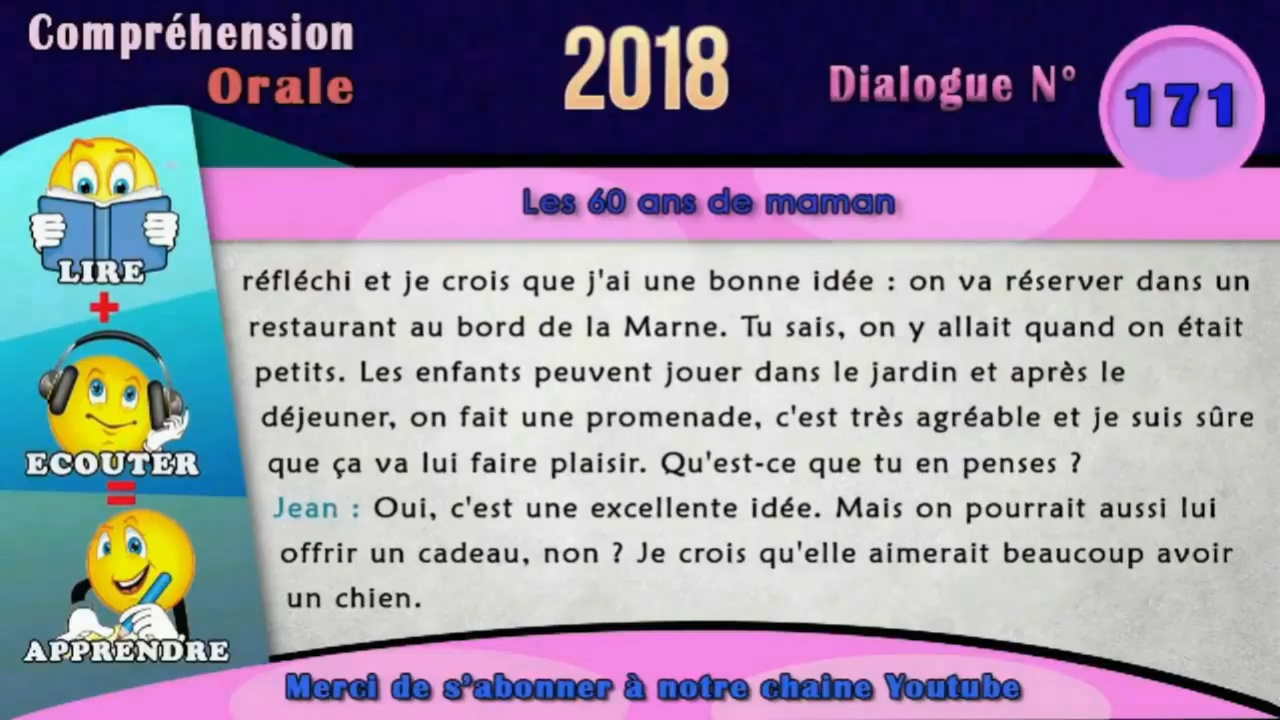 Compréhension
Orale
2018
Dialogue N°
171
Les 60 ans de maman
LIRE
+
ECOUTER
=
APPRENDRE
réfléchi et je crois que j'ai une bonne idée : on va réserver dans un
restaurant au bord de la Marne. Tu sais, on y allait quand on était
petits. Les enfants peuvent jouer dans le jardin et après le
déjeuner, on fait une promenade, c'est très agréable et je suis sûre
que ça va lui faire plaisir. Qu'est-ce que tu en penses ?
Jean : Oui, c'est une excellente idée. Mais on pourrait aussi lui
offrir un cadeau, non ? Je crois qu'elle aimerait beaucoup avoir
un chien.
Merci de s'abonner à notre chaine Youtube